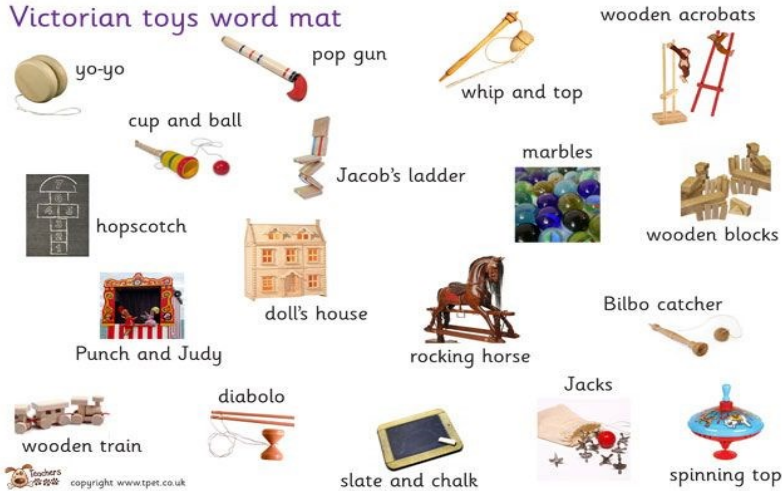 Victorian toys word mat
wooden acrobats
yo-yo
pop gun
whip and top
cup and ball
Jacob's ladder
marbles
hopscotch
wooden blocks
doll's house
Punch and Judy
rocking horse
Bilbo catcher
wooden train
diabolo
slate and chalk
Jacks
spinning top
Teachers
copyright www.tpet.co.uk